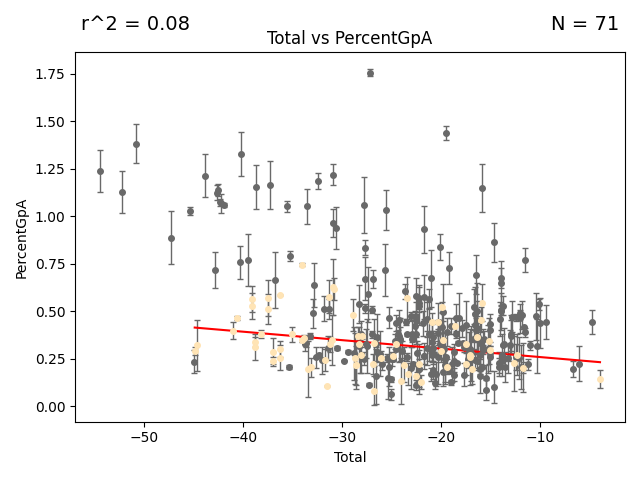 r^2 = 0.08
N = 71
Total vs PercentGpA
PercentGpA
1.75
1.50
1.25
1.00
0.75
0.50
0.25
0.00
−50
−40
−30
−20
−10
Total